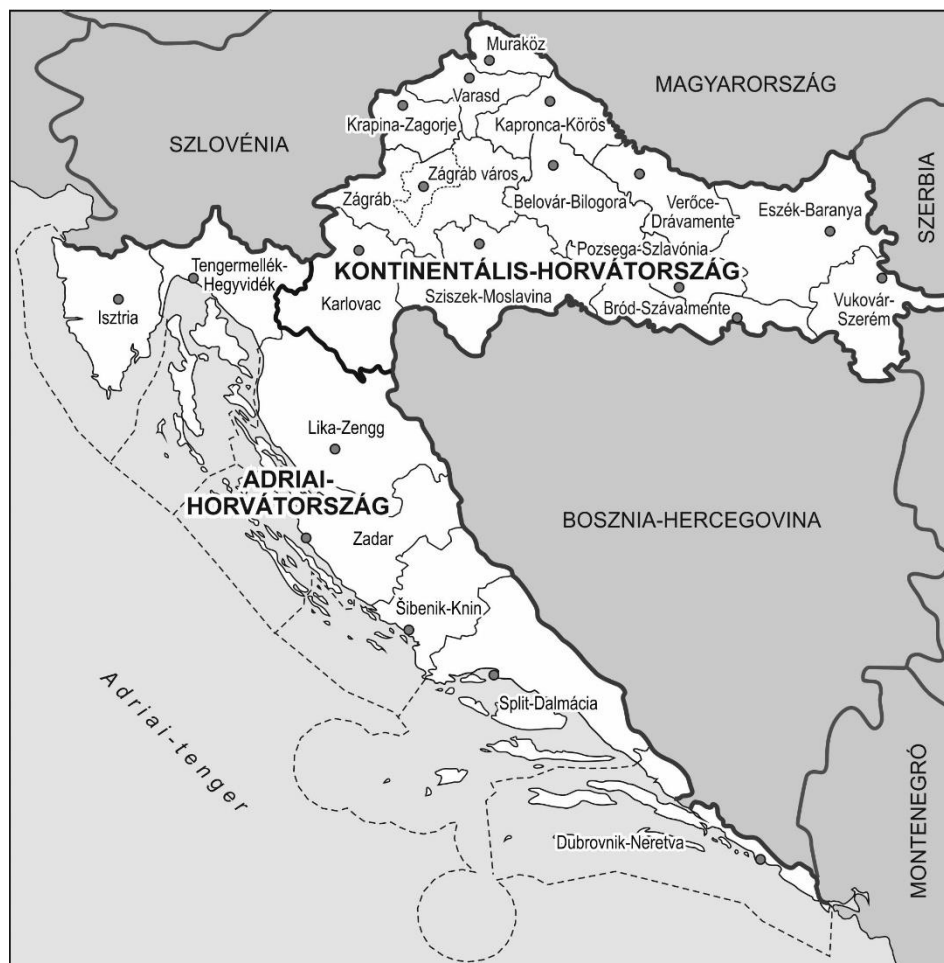 Muraköz
MAGYARORSZÁG
Varasd
Krapina-Zagorje
Kapronca-Körös
SZLOVÉNIA
SZERBIA
Zágráb város
Zágráb
Belovár-Bilogora
Verőce-
Drávamente
Eszék-Baranya
Pozsega-Szlavónia
Tengermellék-
Hegyvidék
KONTINENTÁLIS-HORVÁTORSZÁG
Isztria
Karlovac
Sziszek-Moslavina
Bród-Szávalmente
Vukovár-
Szerém
Lika-Zengg
ADRIAI-
HORVÁTORSZÁG
BOSZNIA-HERCEGOVINA
Zadar
Šibenik-Knin
Adriai-tenger
Split-Dalmácia
MONTENEGRÓ
Dubrovnik-Neretva